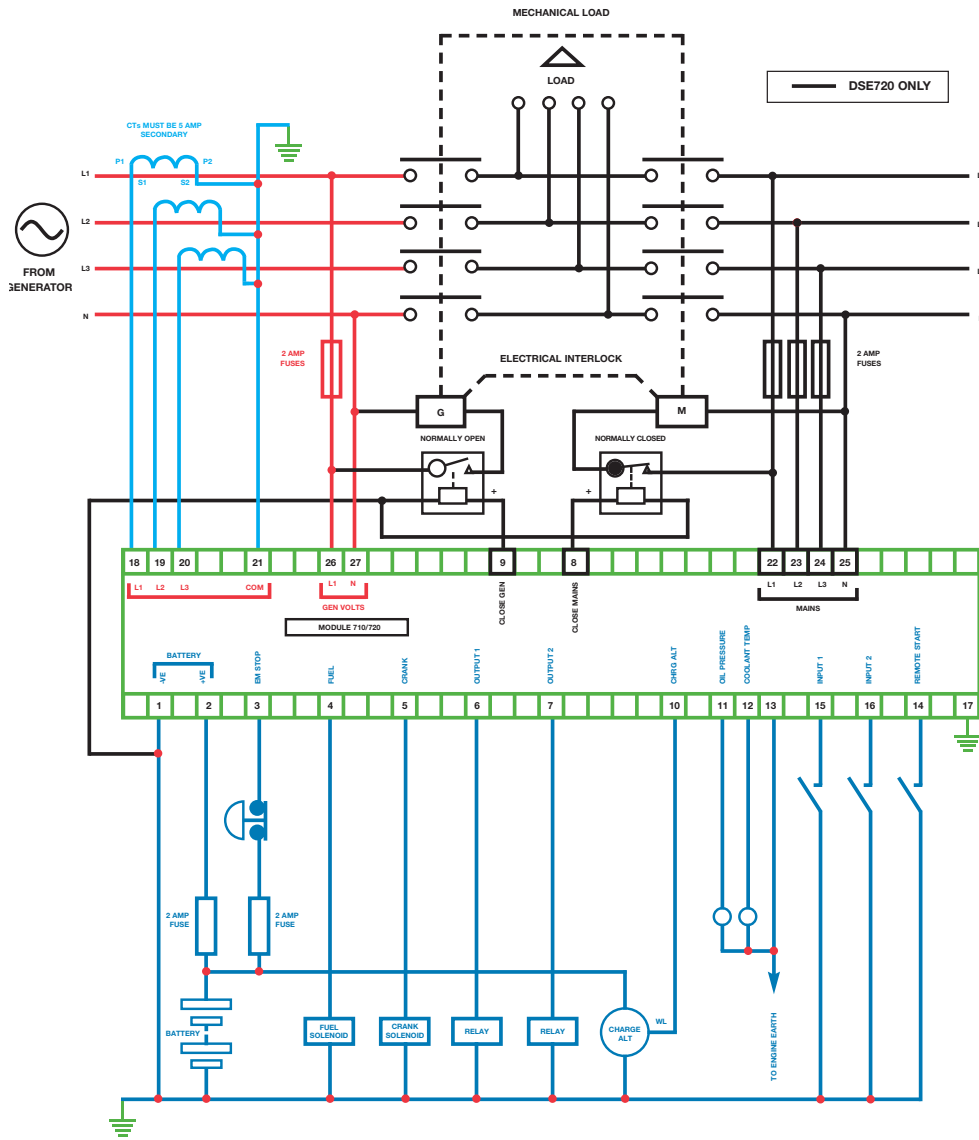 MECHANICAL LOAD
LOAD
DSE720 ONLY
CTs MUST BE 5 AMP
SECONDARY
P1
P2
S1
S2
L1
L2
L3
N
FROM
GENERATOR
2 AMP
FUSES
ELECTRICAL INTERLOCK
2 AMP
FUSES
G
M
NORMALLY OPEN
NORMALLY CLOSED
+
+
18
19
20
21
26
27
9
8
22
23
24
25
L1
L2
L3
COM
L1
N
GEN VOLTS
CLOSE GEN
CLOSE MAINS
L1
L2
L3
N
MAINS
MODULE 710/720
BATTERY
-VE
+VE
EM STOP
FUEL
CRANK
OUTPUT 1
OUTPUT 2
CHRG ALT
OIL PRESSURE
COOLANT TEMP
INPUT 1
INPUT 2
REMOTE START
1
2
3
4
5
6
7
10
11
12
13
15
16
14
17
2 AMP
FUSE
2 AMP
FUSE
BATTERY
FUEL
SOLENOID
CRANK
SOLENOID
RELAY
RELAY
CHARGE
ALT
WL
TO ENGINE EARTH